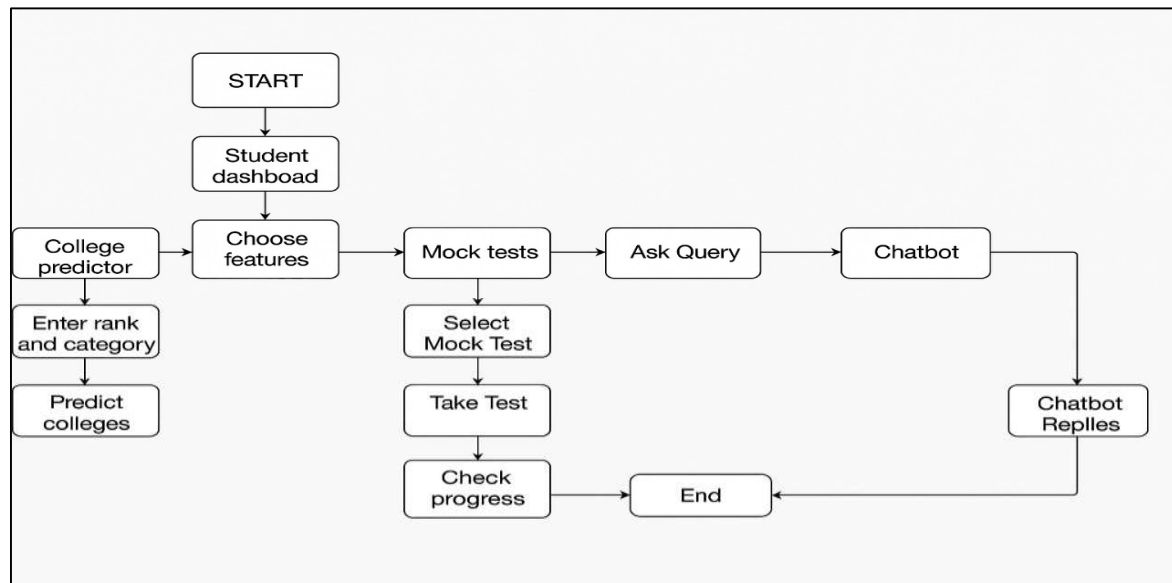 START
Student
dashboad
College
predictor
Choose
features
Mock tests
Ask Query
Chatbot
Enter rank
and category
Select
Mock Test
Predict
colleges
Take Test
Chatbot
Replles
Check
progress
End